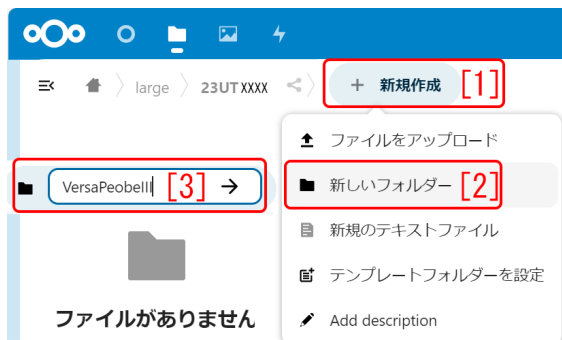 large 23UTXXXX + 新規作成 [1]
ファイルをアップロード
VersaPeobeIII [3] →
新しいフォルダー [2]
新規のテキストファイル
テンプレートフォルダーを設定
ファイルがありません
Add description